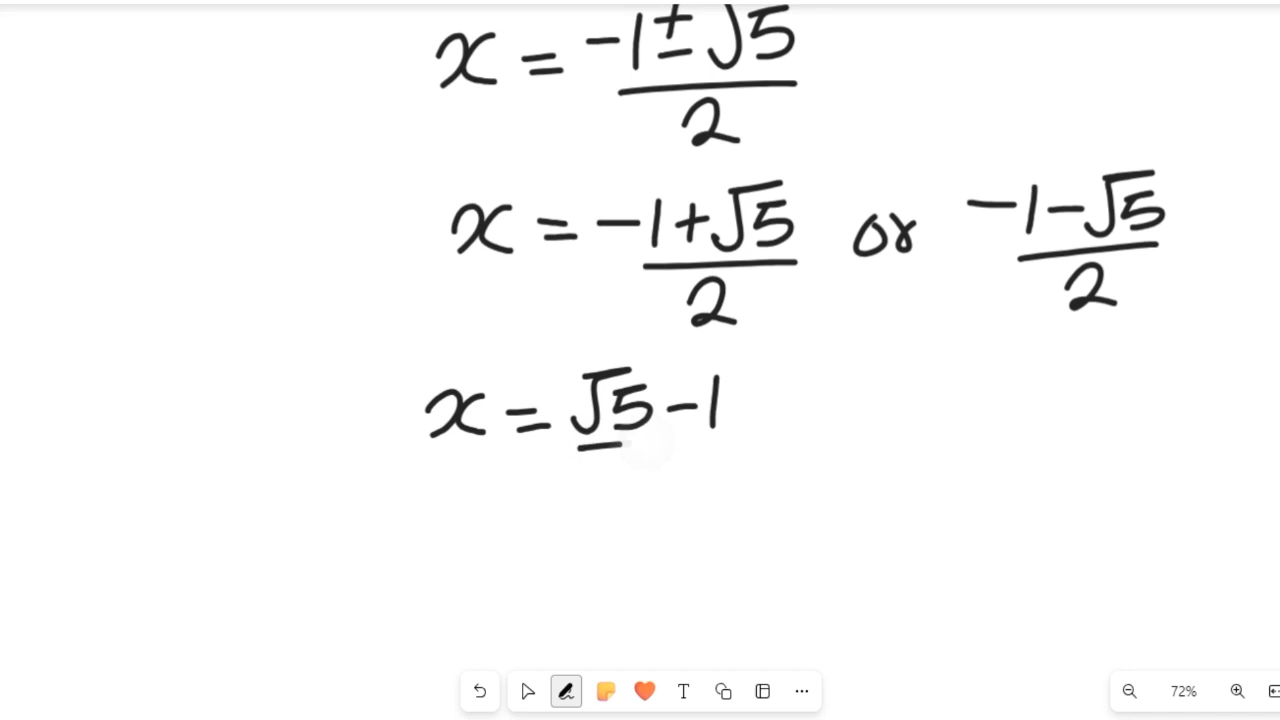 x = (-1 ± √5)/2
x = (-1 + √5)/2 or (-1 - √5)/2
x = √5 - 1
T
72%